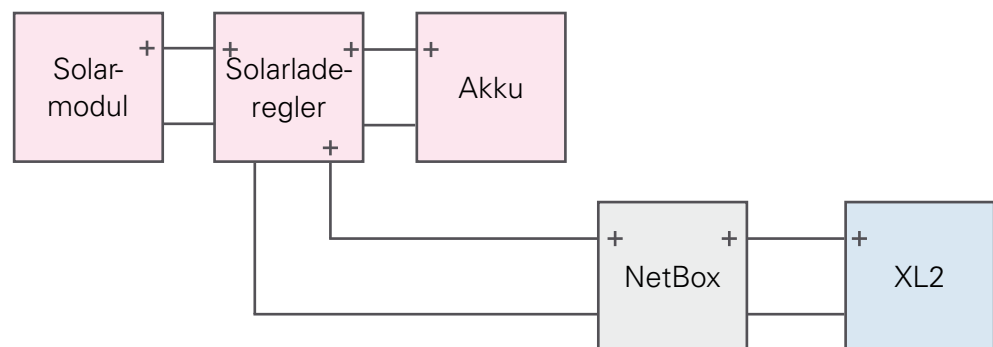 Solar-
modul
+
+
Solarlade-
regler
+
+
+
Akku
+
NetBox
+
+
XL2